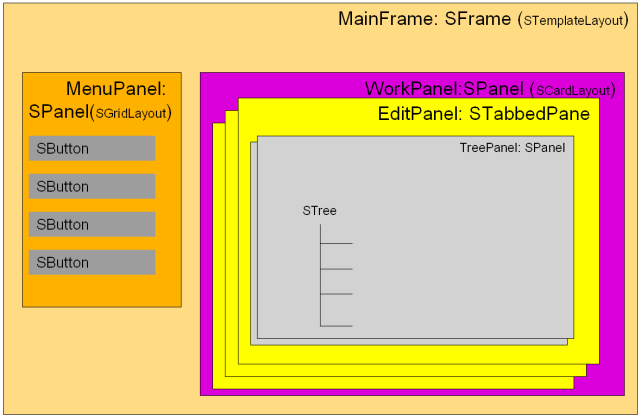 MainFrame: SFrame (STemplateLayout)
MenuPanel:
SPanel(SGridLayout)
SButton
SButton
SButton
SButton
WorkPanel:SPanel (SCardLayout)
EditPanel: STabbedPane
TreePanel: SPanel
STree